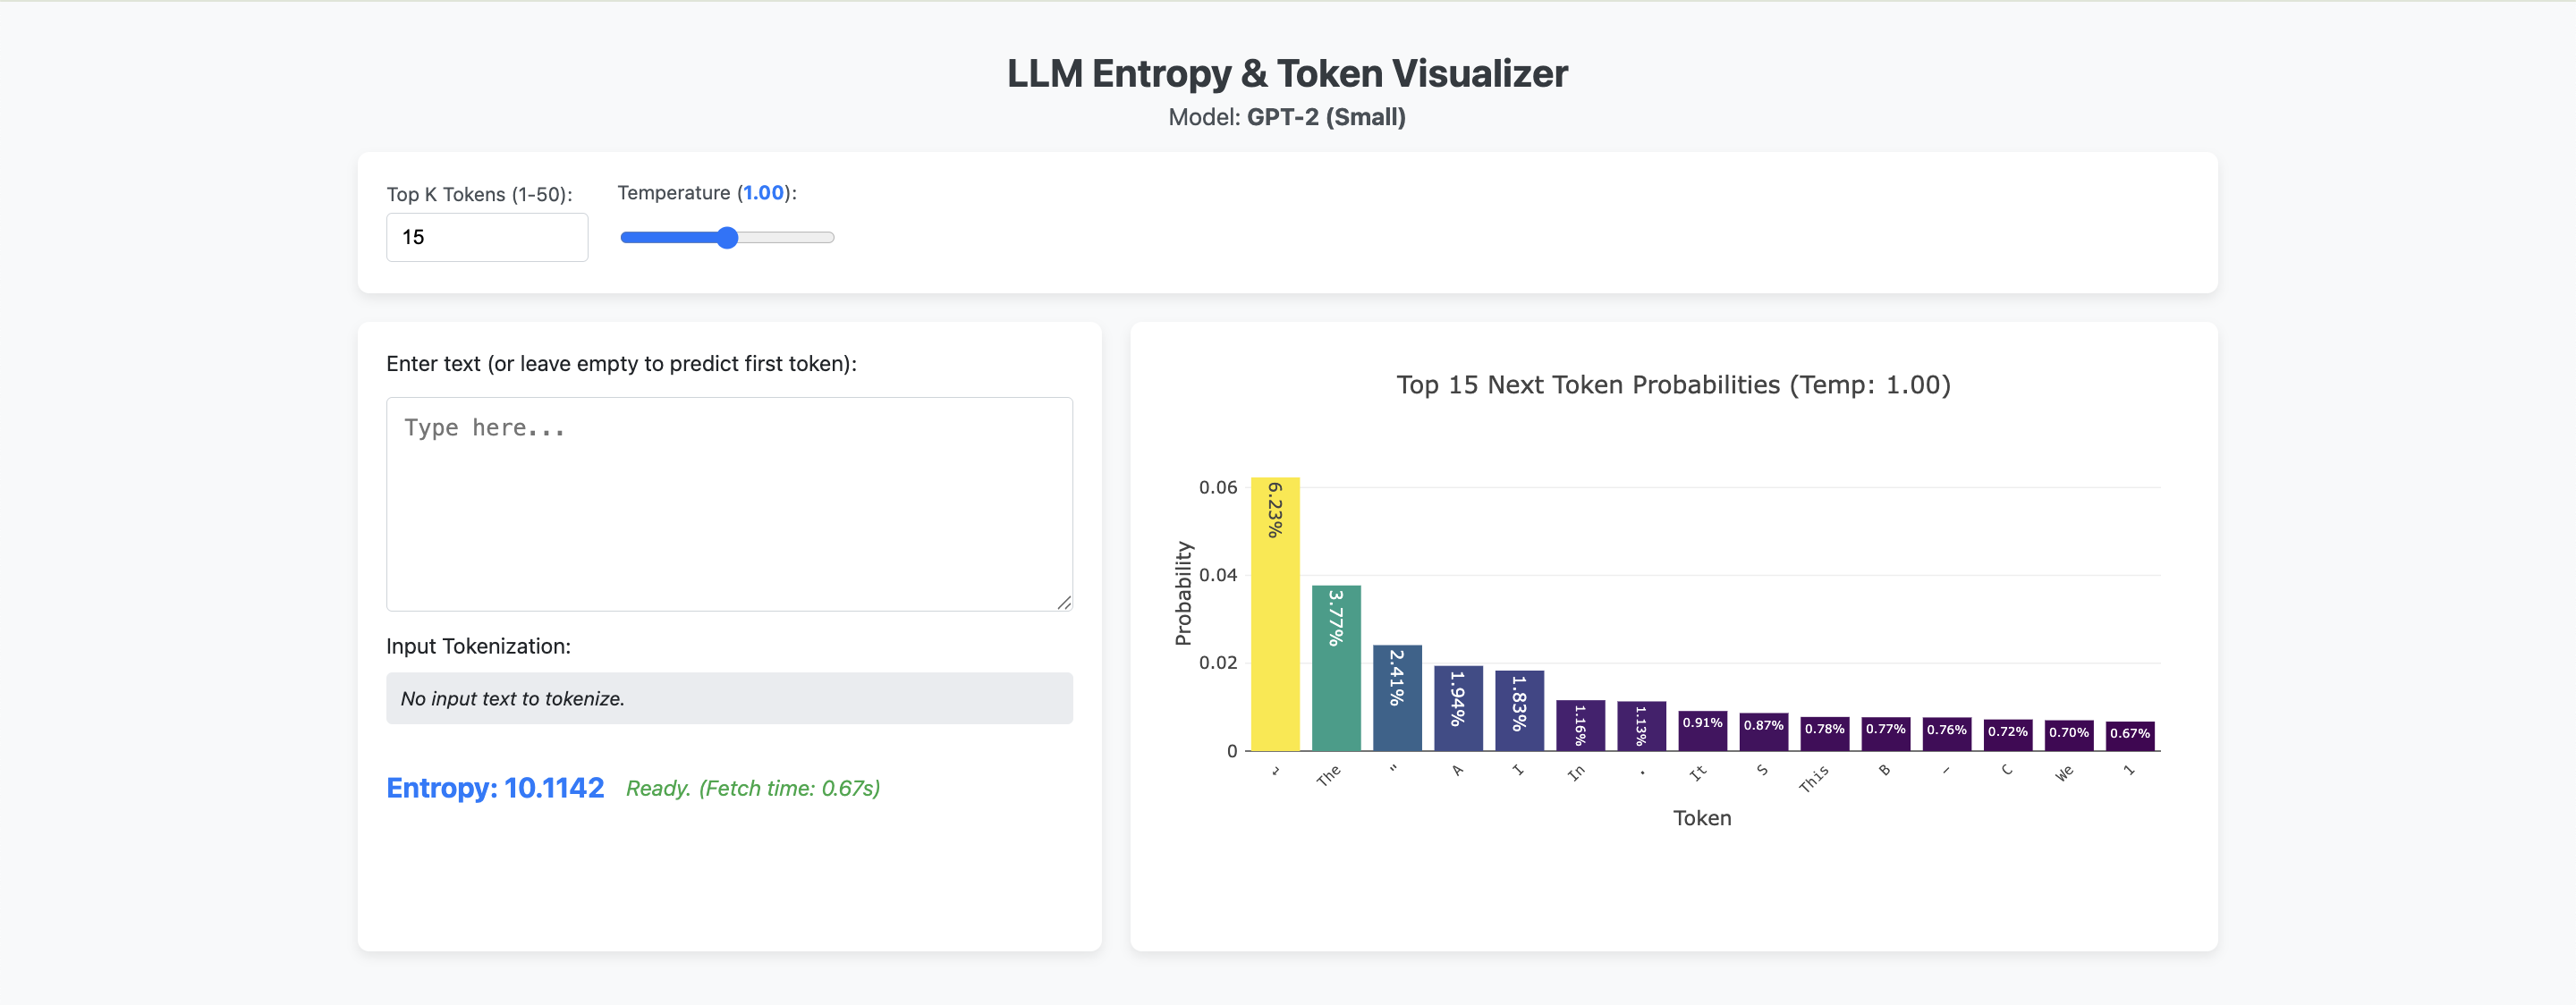 LLM Entropy & Token Visualizer
Model: GPT-2 (Small)
Top K Tokens (1-50):
15
Temperature (1.00):
Enter text (or leave empty to predict first token):
Type here...
Input Tokenization:
No input text to tokenize.
Entropy: 10.1142 Ready. (Fetch time: 0.67s)
Top 15 Next Token Probabilities (Temp: 1.00)
Probability
0.06
0.04
0.02
0
6.23%
3.77%
2.41%
1.94%
1.83%
1.16%
1.13%
0.91%
0.87%
0.78%
0.77%
0.76%
0.72%
0.70%
0.67%
↵
The
"
A
I
In
.
It
S
This
B
–
C
We
1
Token